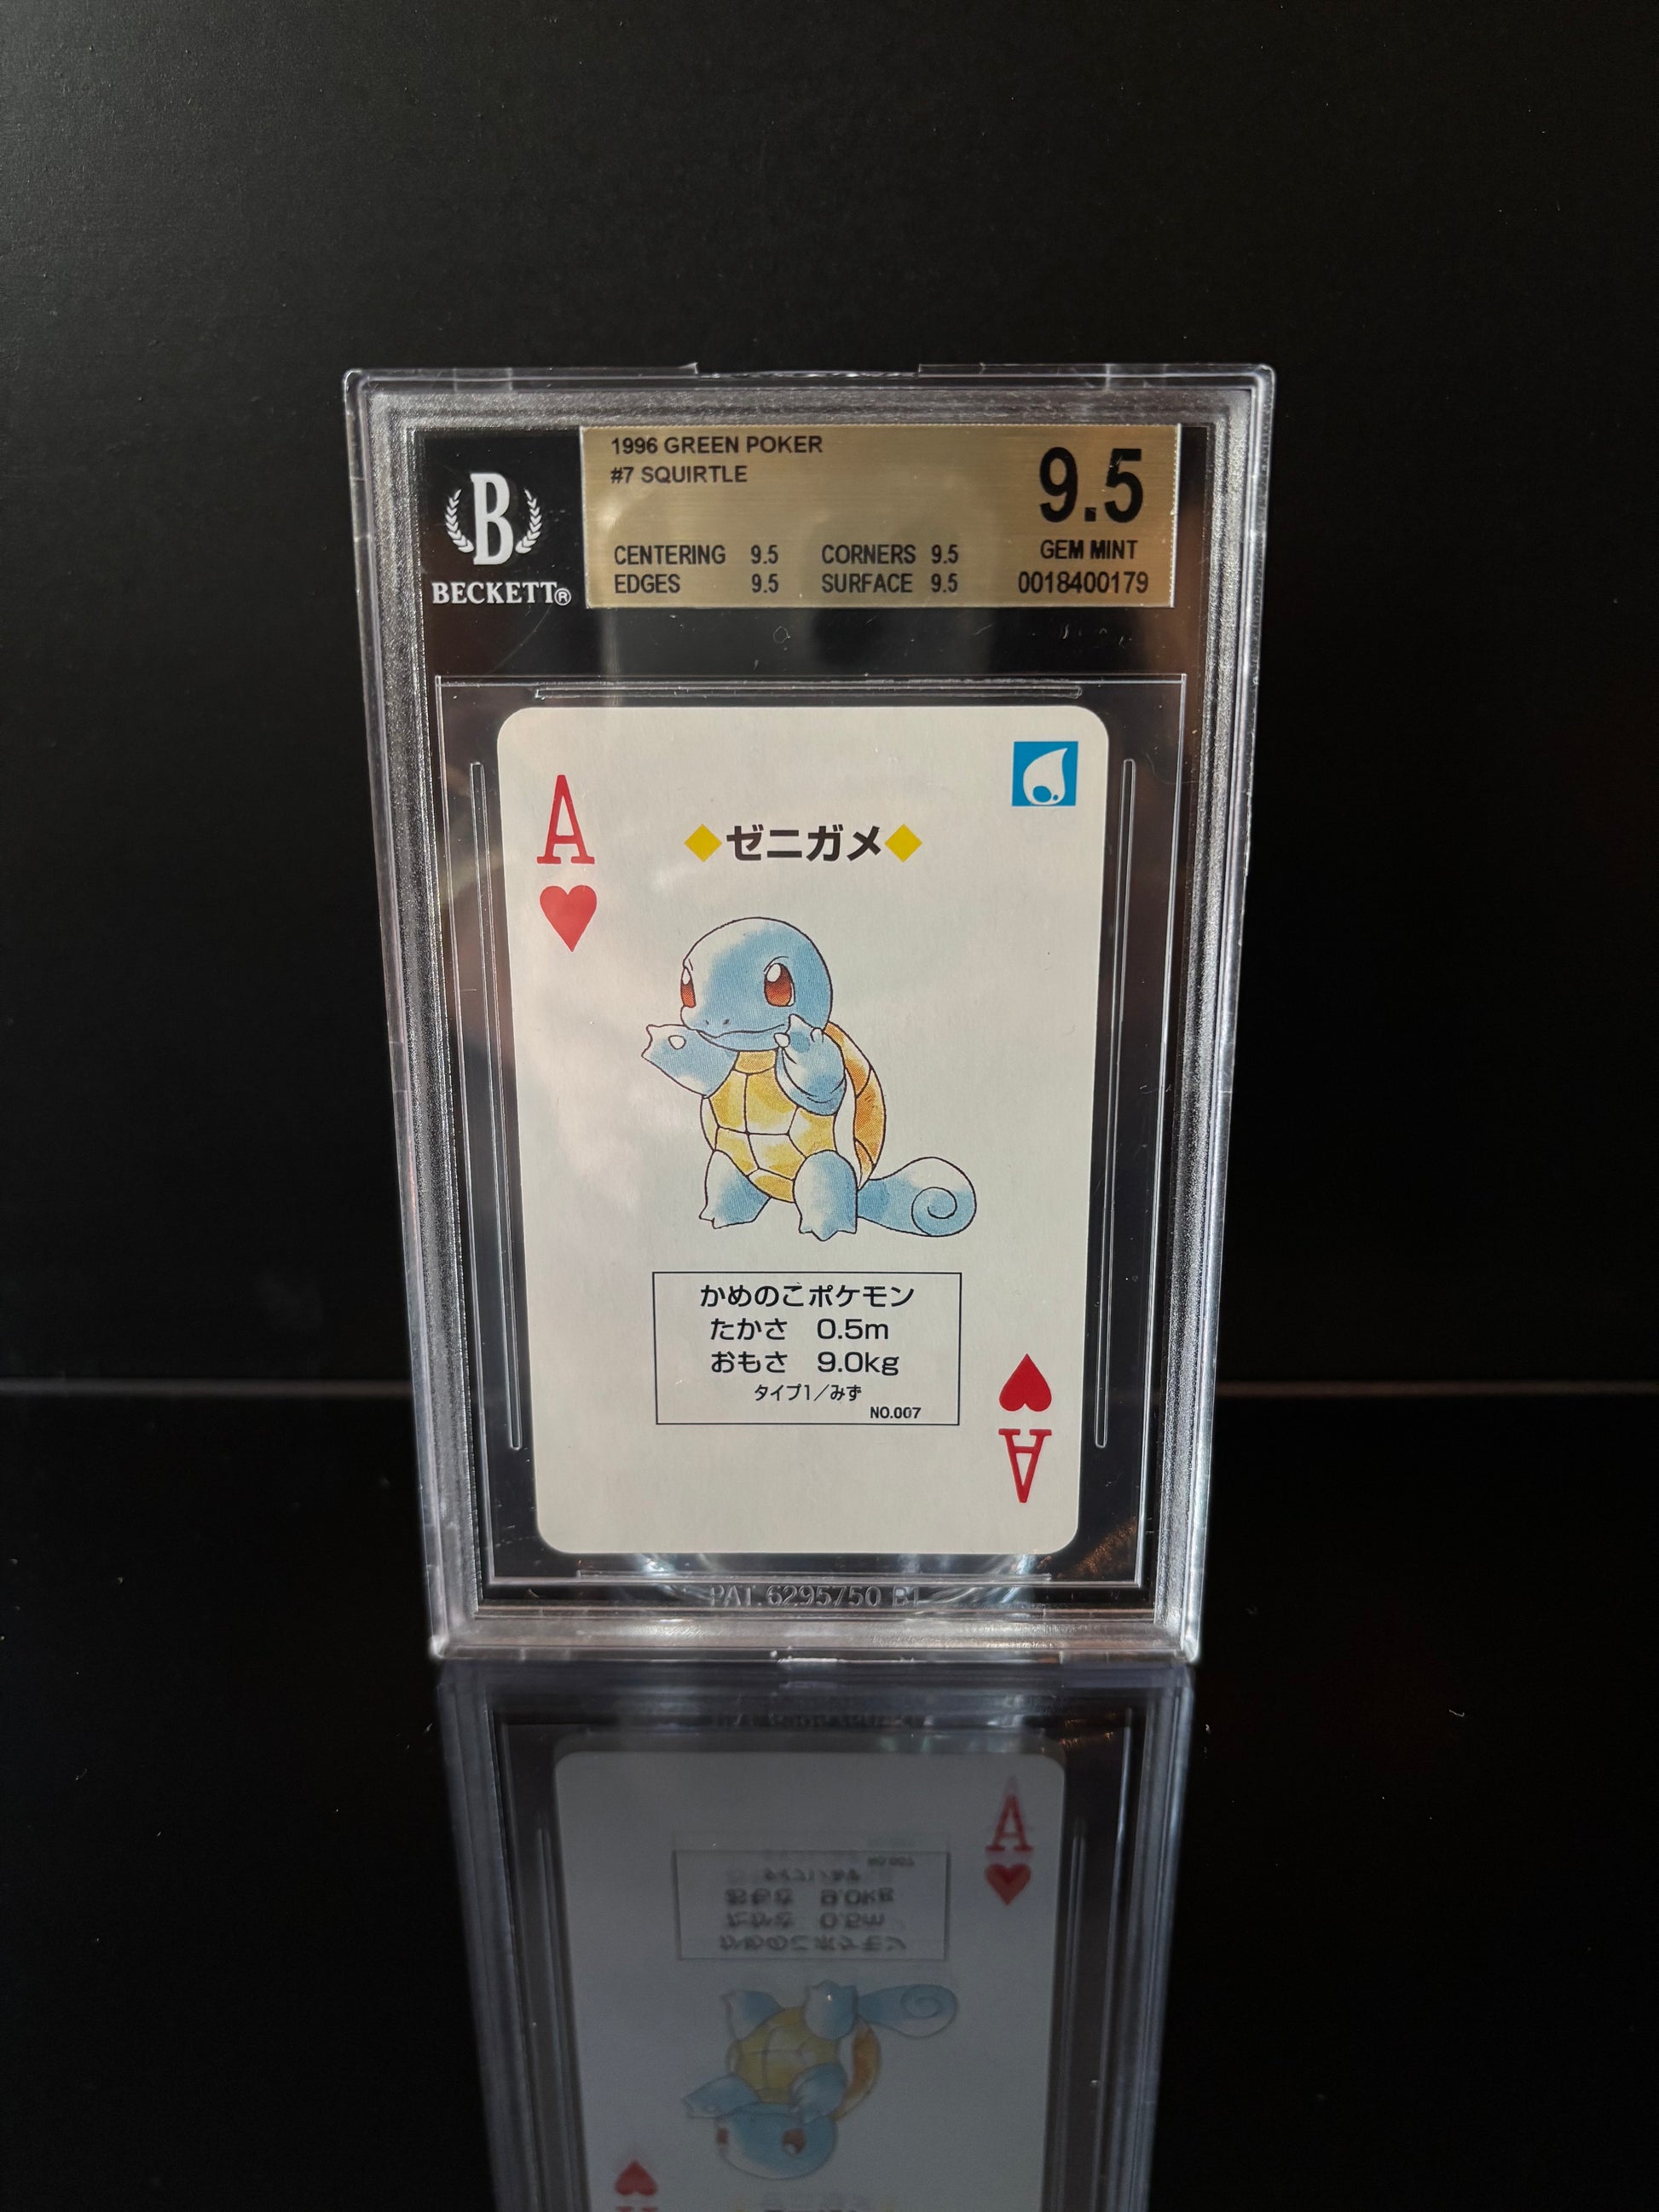 1996 GREEN POKER
#7 SQUIRTLE
9.5
GEM MINT
0018400179
CENTERING 9.5 CORNERS 9.5
EDGES 9.5 SURFACE 9.5
B
BECKETT®
A
ゼニガメ
かめのこポケモン
たかさ 0.5m
おもさ 9.0kg
タイプ1/みず
NO.007
A
PAT.6295750 B1